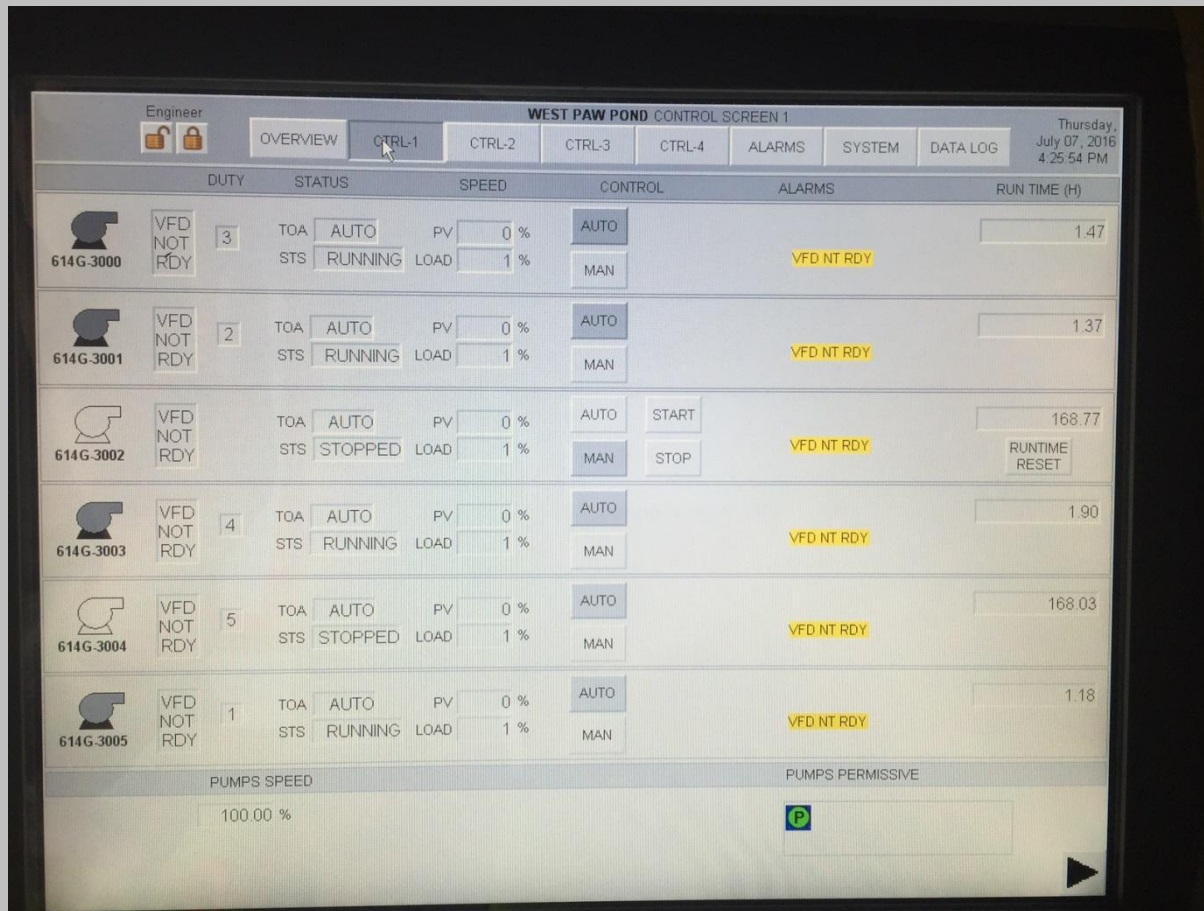 Engineer
WEST PAW POND CONTROL SCREEN 1
OVERVIEW CTRL-1 CTRL-2 CTRL-3 CTRL-4 ALARMS SYSTEM DATA LOG
Thursday,
July 07, 2016
4:25:54 PM
DUTY STATUS SPEED CONTROL ALARMS RUN TIME (H)
614G-3000
VFD
NOT
RDY
3
TOA AUTO PV 0 % AUTO 1.47
STS RUNNING LOAD 1 % MAN VFD NT RDY
614G-3001
VFD
NOT
RDY
2
TOA AUTO PV 0 % AUTO 1.37
STS RUNNING LOAD 1 % MAN VFD NT RDY
614G-3002
VFD
NOT
RDY
TOA AUTO PV 0 % AUTO START 168.77
STS STOPPED LOAD 1 % MAN STOP VFD NT RDY
RUNTIME
RESET
614G-3003
VFD
NOT
RDY
4
TOA AUTO PV 0 % AUTO 1.90
STS RUNNING LOAD 1 % MAN VFD NT RDY
614G-3004
VFD
NOT
RDY
5
TOA AUTO PV 0 % AUTO 168.03
STS STOPPED LOAD 1 % MAN VFD NT RDY
614G-3005
VFD
NOT
RDY
1
TOA AUTO PV 0 % AUTO 1.18
STS RUNNING LOAD 1 % MAN VFD NT RDY
PUMPS SPEED PUMPS PERMISSIVE
100.00 % P